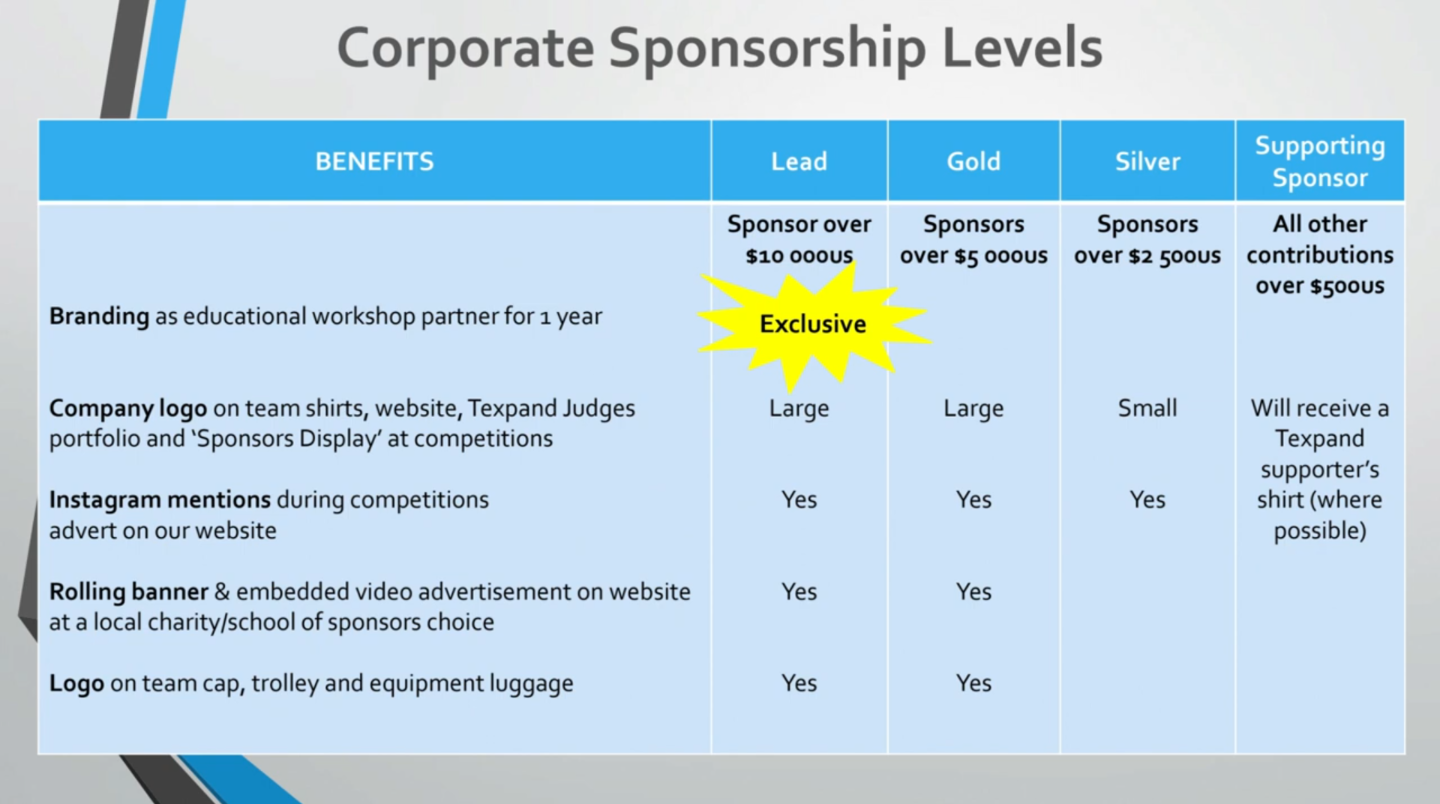 Corporate Sponsorship Levels
BENEFITS
Lead
Gold
Silver
Supporting
Sponsor
Sponsor over
$10 000us
Sponsors
over $5 000us
Sponsors
over $2 500us
All other
contributions
over $500us
Branding as educational workshop partner for 1 year
Exclusive
Company logo on team shirts, website, Texpand Judges
portfolio and ‘Sponsors Display’ at competitions
Large
Large
Small
Will receive a
Texpand
supporter’s
shirt (where
possible)
Instagram mentions during competitions
advert on our website
Yes
Yes
Yes
Rolling banner & embedded video advertisement on website
at a local charity/school of sponsors choice
Yes
Yes
Logo on team cap, trolley and equipment luggage
Yes
Yes